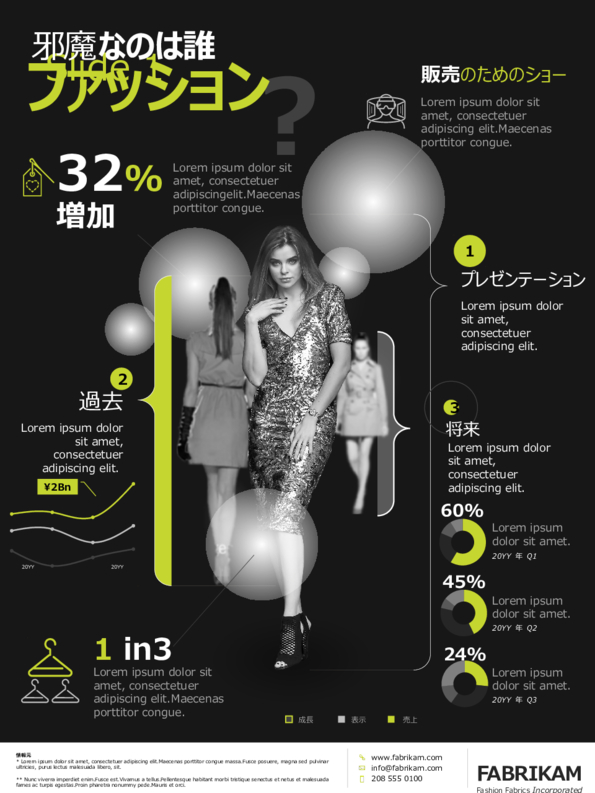 邪魔なのは誰
Slide 1
ファッション
?
販売のためのショー
Lorem ipsum dolor sit
amet, consectetuer
adipiscing elit.Maecenas
porttitor congue.
32%
増加
Lorem ipsum dolor sit
amet, consectetuer
adipiscingelit.Maecenas
porttitor congue.
1
プレゼンテーション
Lorem ipsum dolor
sit amet,
consectetuer
adipiscing elit.
2
過去
Lorem ipsum dolor
sit amet,
consectetuer
adipiscing elit.
¥2Bn
20YY
20YY
3
将来
Lorem ipsum dolor
sit amet,
consectetuer
adipiscing elit.
60%
Lorem ipsum
dolor sit amet.
20YY 年 Q1
45%
Lorem ipsum
dolor sit amet.
20YY 年 Q2
24%
Lorem ipsum
dolor sit amet.
20YY 年 Q3
1 in3
Lorem ipsum dolor sit
amet, consectetuer
adipiscing elit.Maecenas
porttitor congue.
成長 表示 売上
情報元
* Lorem ipsum dolor sit amet, consectetuer adipiscing elit.Maecenas porttitor congue massa.Fusce posuere, magna sed pulvinar
ultricies, purus lectus malesuada libero, sit.
** Nunc viverra imperdiet enim.Fusce est.Vivamus a tellus.Pellentesque habitant morbi tristique senectus et netus et malesuada
fames ac turpi egestas.Proin pharetra nonummy pede.Mauris et orci.
www.fabrikam.com
info@fabrikam.com
208 555 0100
FABRIKAM
Fashion Fabrics Incorporated